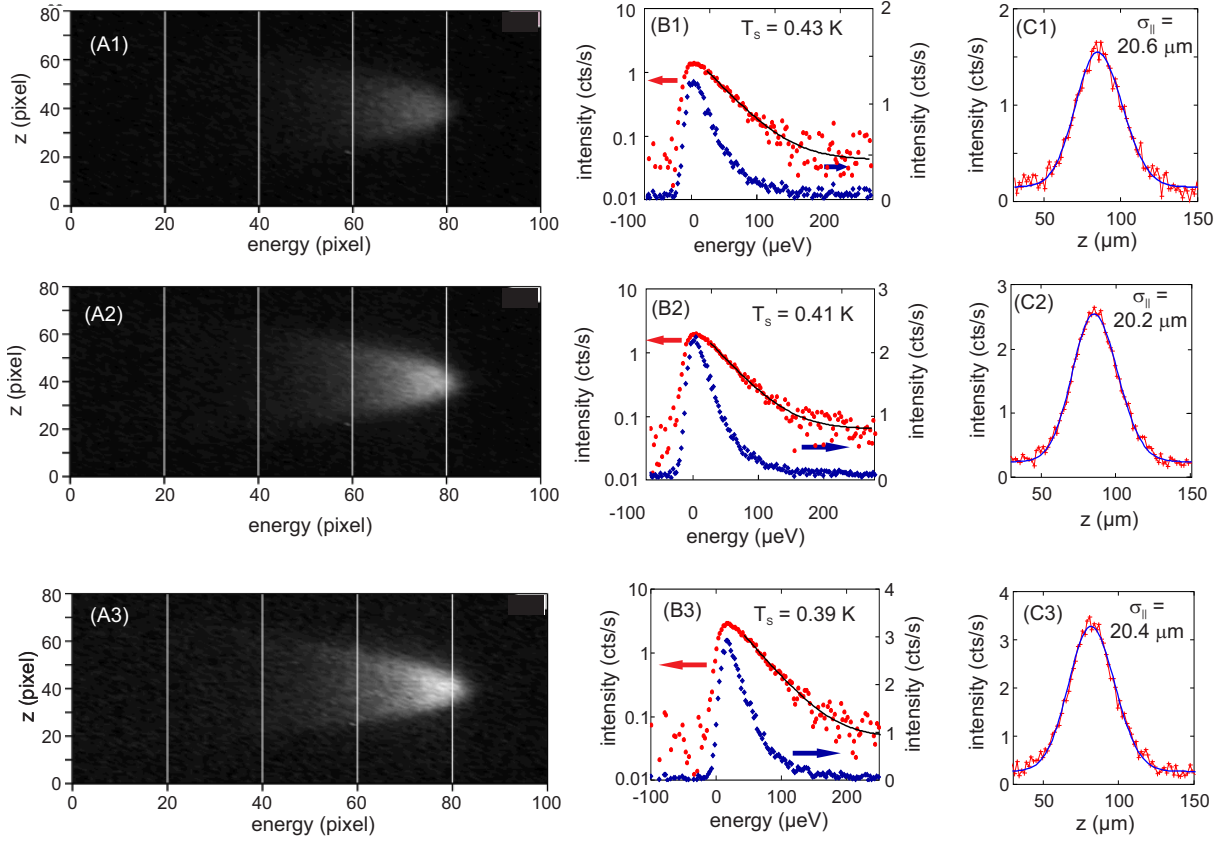 (A1)
80
80
60
40
20
0
z (pixel)
0 20 40 60 80 100
energy (pixel)
(B1)
T_s = 0.43 K
10
1
0.1
0.01
intensity (cts/s)
2
1
0
intensity (cts/s)
-100 0 100 200
energy (µeV)
(C1)
σ_|| =
20.6 µm
2
1
0
intensity (cts/s)
50 100 150
z (µm)
(A2)
80
60
40
20
0
z (pixel)
0 20 40 60 80 100
energy (pixel)
(B2)
T_s = 0.41 K
10
1
0.1
0.01
intensity (cts/s)
3
2
1
0
intensity (cts/s)
-100 0 100 200
energy (µeV)
(C2)
σ_|| =
20.2 µm
3
2
1
0
intensity (cts/s)
50 100 150
z (µm)
(A3)
80
60
40
20
0
z (pixel)
0 20 40 60 80 100
energy (pixel)
(B3)
T_s = 0.39 K
10
1
0.1
0.01
intensity (cts/s)
4
3
2
1
0
intensity (cts/s)
-100 0 100 200
energy (µeV)
(C3)
σ_|| =
20.4 µm
4
3
2
1
0
intensity (cts/s)
50 100 150
z (µm)